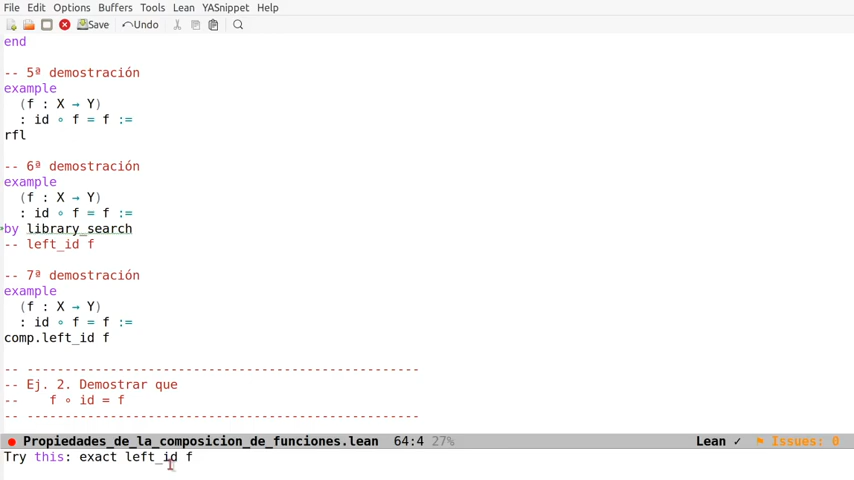 File Edit Options Buffers Tools Lean YASnippet Help
Save Undo
end
-- 5ª demostración
example
(f : X → Y)
: id ∘ f = f :=
rfl
-- 6ª demostración
example
(f : X → Y)
: id ∘ f = f :=
by library_search
-- left_id f
-- 7ª demostración
example
(f : X → Y)
: id ∘ f = f :=
comp.left_id f
-- ---------------------------------------------------
-- Ej. 2. Demostrar que
--    f ∘ id = f
-- ---------------------------------------------------
Propiedades_de_la_composicion_de_funciones.lean 64:4 27% Lean ✓ Issues: 0
Try this: exact left_id f